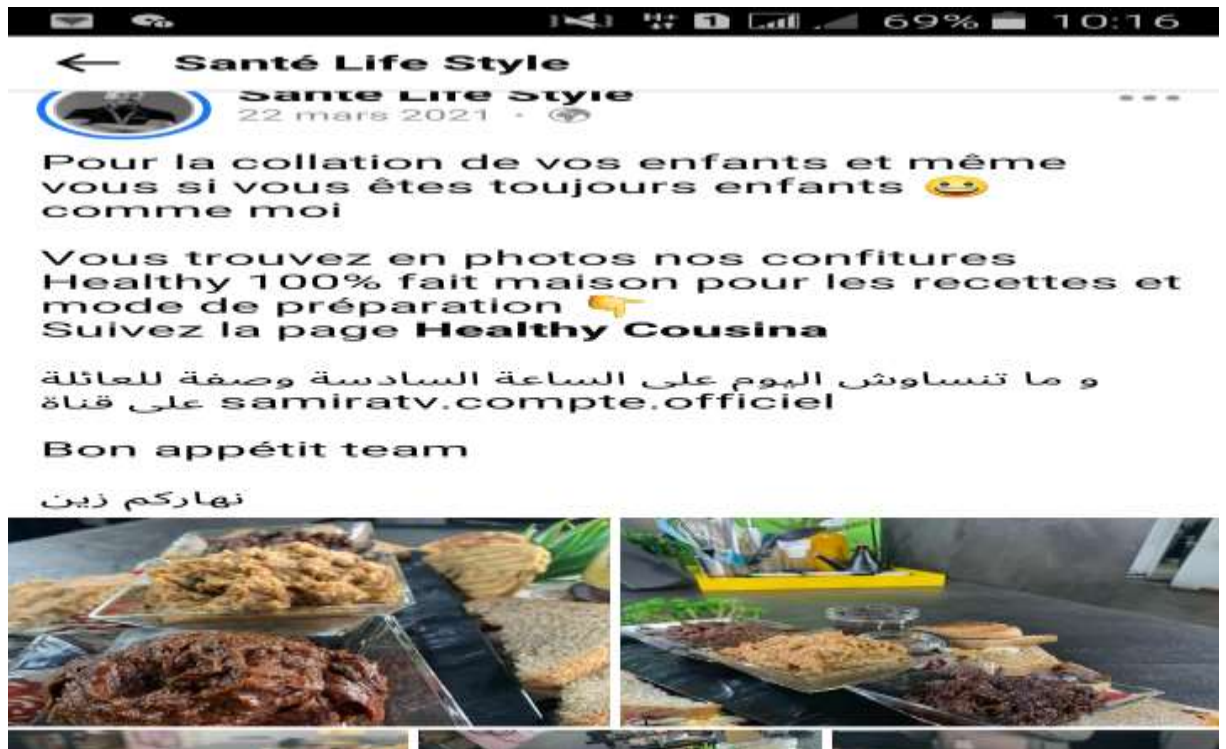 69% 10:16
← Santé Life Style
Santé Life Style
22 mars 2021 ·
Pour la collation de vos enfants et même
vous si vous êtes toujours enfants 😀
comme moi
Vous trouvez en photos nos confitures
Healthy 100% fait maison pour les recettes et
mode de préparation 👇
Suivez la page Healthy Cousina
و ما تنساوش اليوم على الساعة السادسة وصفة للعائلة
على قناة samiratv.compte.officiel
Bon appétit team
نهاركم زين